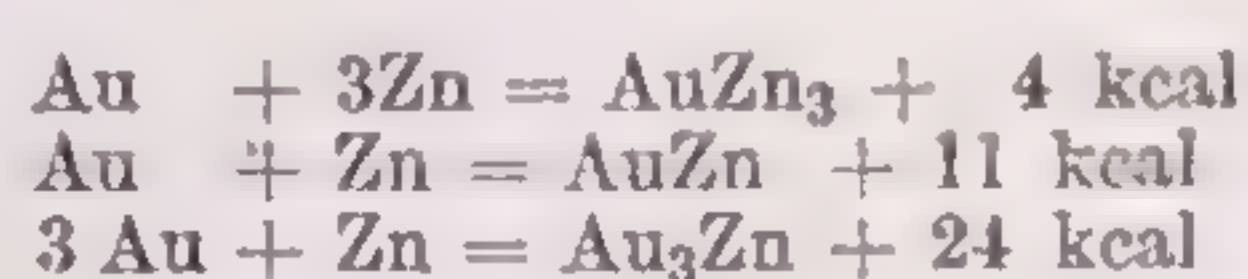 Au + 3Zn = AuZn₃ + 4 kcal
Au + Zn = AuZn + 11 kcal
3 Au + Zn = Au₃Zn + 24 kcal